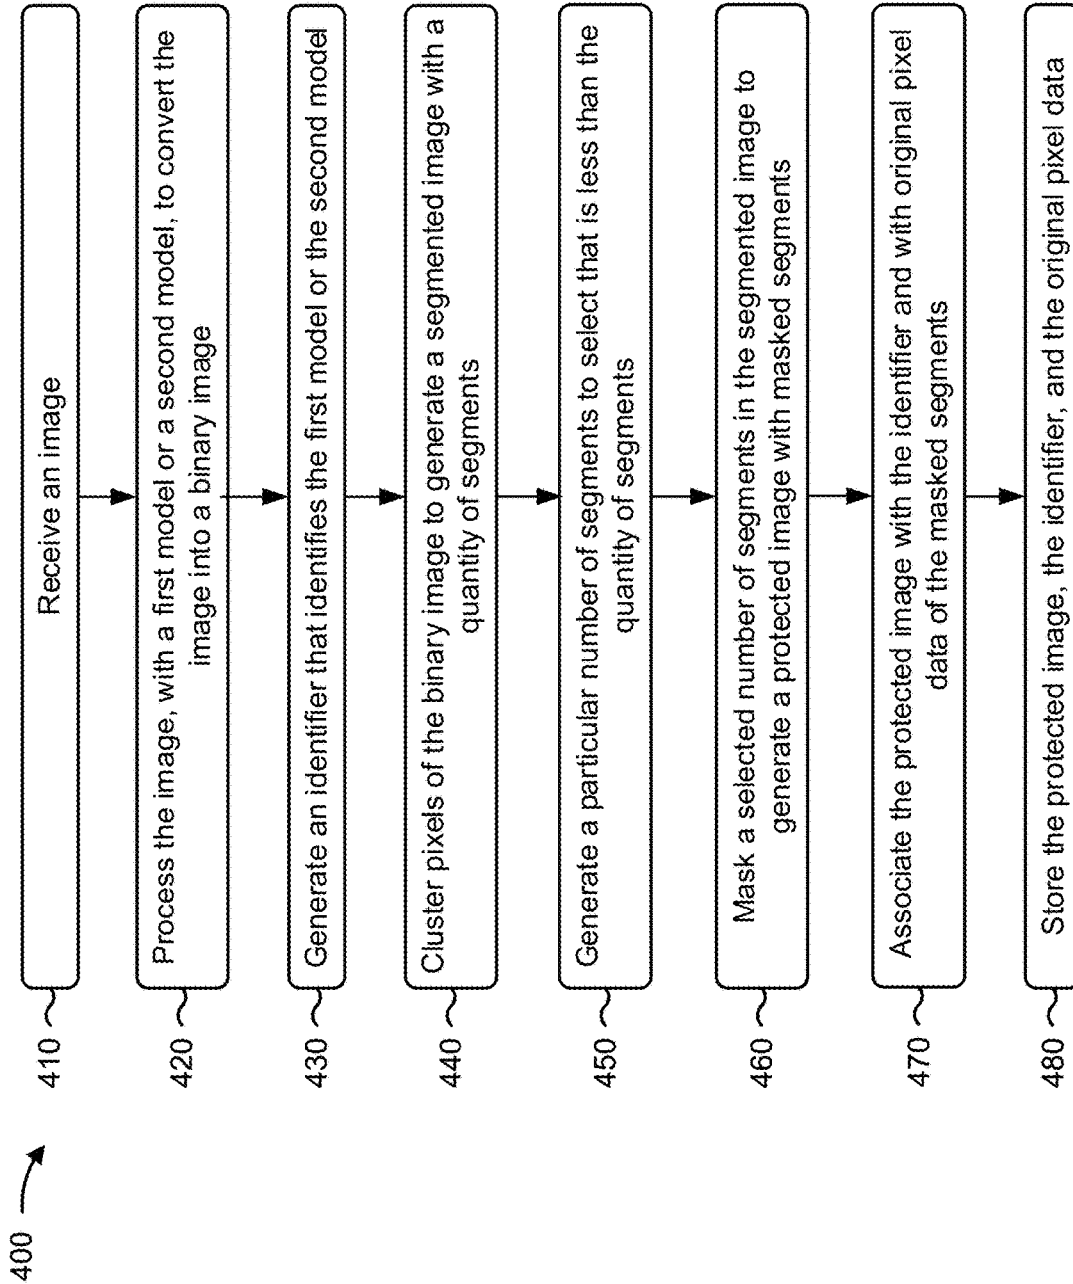 400
410
Receive an image
420
Process the image, with a first model or a second model, to convert the
image into a binary image
430
Generate an identifier that identifies the first model or the second model
440
Cluster pixels of the binary image to generate a segmented image with a
quantity of segments
450
Generate a particular number of segments to select that is less than the
quantity of segments
460
Mask a selected number of segments in the segmented image to
generate a protected image with masked segments
470
Associate the protected image with the identifier and with original pixel
data of the masked segments
480
Store the protected image, the identifier, and the original pixel data